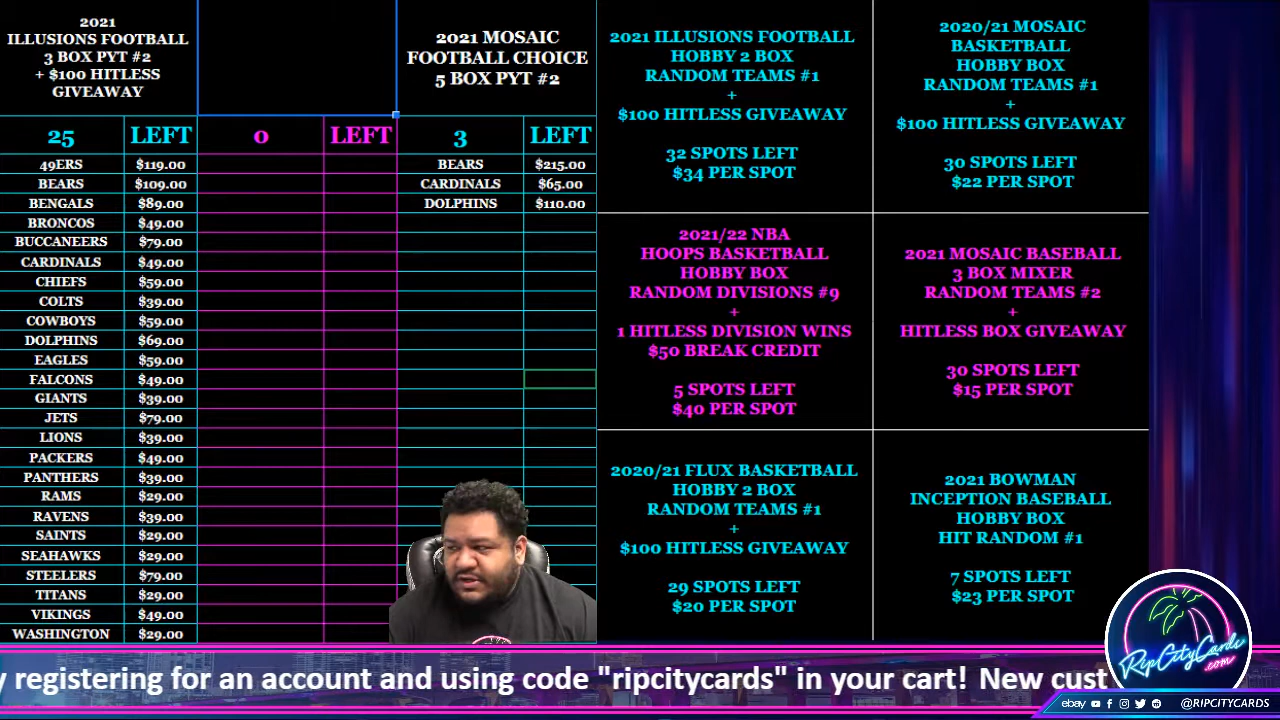 2021
ILLUSIONS FOOTBALL
3 BOX PYT #2
+ $100 HITLESS
GIVEAWAY
25 LEFT
49ERS $119.00
BEARS $109.00
BENGALS $89.00
BRONCOS $49.00
BUCCANEERS $79.00
CARDINALS $49.00
CHIEFS $59.00
COLTS $39.00
COWBOYS $59.00
DOLPHINS $69.00
EAGLES $59.00
FALCONS $49.00
GIANTS $39.00
JETS $79.00
LIONS $39.00
PACKERS $49.00
PANTHERS $39.00
RAMS $29.00
RAVENS $39.00
SAINTS $29.00
SEAHAWKS $29.00
STEELERS $79.00
TITANS $29.00
VIKINGS $49.00
WASHINGTON $29.00
0 LEFT
2021 MOSAIC
FOOTBALL CHOICE
5 BOX PYT #2
3 LEFT
BEARS $215.00
CARDINALS $65.00
DOLPHINS $110.00
2021 ILLUSIONS FOOTBALL
HOBBY 2 BOX
RANDOM TEAMS #1
+
$100 HITLESS GIVEAWAY
32 SPOTS LEFT
$34 PER SPOT
2020/21 MOSAIC
BASKETBALL
HOBBY BOX
RANDOM TEAMS #1
+
$100 HITLESS GIVEAWAY
30 SPOTS LEFT
$22 PER SPOT
2021/22 NBA
HOOPS BASKETBALL
HOBBY BOX
RANDOM DIVISIONS #9
+
1 HITLESS DIVISION WINS
$50 BREAK CREDIT
5 SPOTS LEFT
$40 PER SPOT
2021 MOSAIC BASEBALL
3 BOX MIXER
RANDOM TEAMS #2
+
HITLESS BOX GIVEAWAY
30 SPOTS LEFT
$15 PER SPOT
2020/21 FLUX BASKETBALL
HOBBY 2 BOX
RANDOM TEAMS #1
+
$100 HITLESS GIVEAWAY
29 SPOTS LEFT
$20 PER SPOT
2021 BOWMAN
INCEPTION BASEBALL
HOBBY BOX
HIT RANDOM #1
7 SPOTS LEFT
$23 PER SPOT
y registering for an account and using code "ripcitycards" in your cart! New cust
RipCityCards
.com
ebay @RIPCITYCARDS